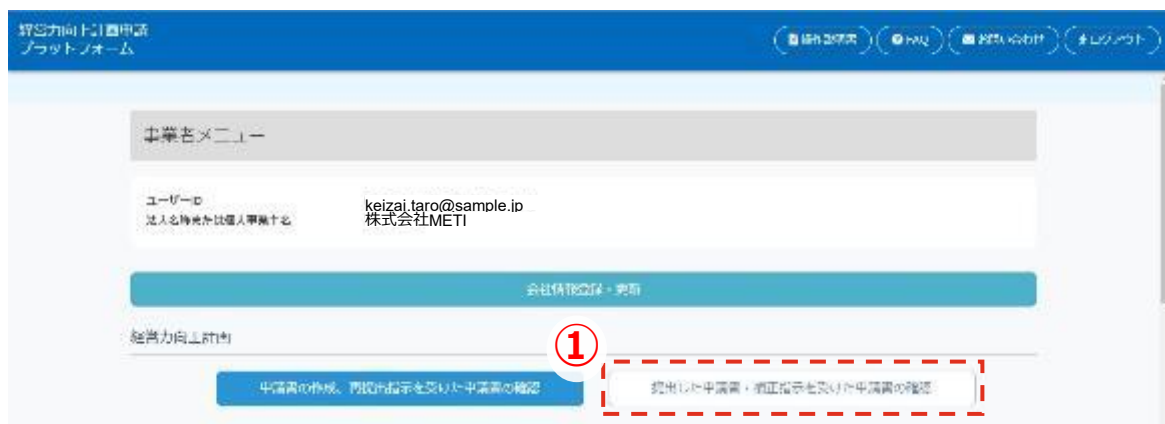 経営力向上計画申請
プラットフォーム
操作説明書
FAQ
お問い合わせ
ログアウト
事業者メニュー
ユーザーID
keizai.taro@sample.jp
法人名称または個人事業主名
株式会社METI
会社情報登録・更新
経営力向上計画
①
申請書の作成、再提出指示を受けた申請書の確認
提出した申請書・補正指示を受けた申請書の確認